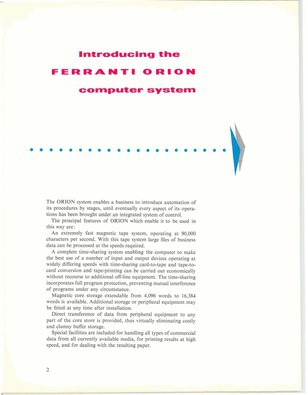 Introducing the
FERRANTI ORION
computer system
The ORION system enables a business to introduce automation of
its procedures by stages, until eventually every aspect of its opera-
tions has been brought under an integrated system of control.
The principal features of ORION which enable it to be used in
this way are:
An extremely fast magnetic tape system, operating at 90,000
characters per second. With this tape system large files of business
data can be processed at the speeds required.
A complete time-sharing system enabling the computer to make
the best use of a number of input and output devices operating at
widely differing speeds with time-sharing card-to-tape and tape-to-
card conversion and tape-printing can be carried out economically
without recourse to additional off-line equipment. The time-sharing
incorporates full program protection, preventing mutual interference
of programs under any circumstance.
Magnetic core storage extendable from 4,096 words to 16,384
words is available. Additional storage or peripheral equipment may
be fitted at any time after installation.
Direct transference of data from peripheral equipment to any
part of the core store is provided, thus virtually eliminating costly
and clumsy buffer storage.
Special facilities are included for handling all types of commercial
data from all currently available media, for printing results at high
speed, and for dealing with the resulting paper.
2